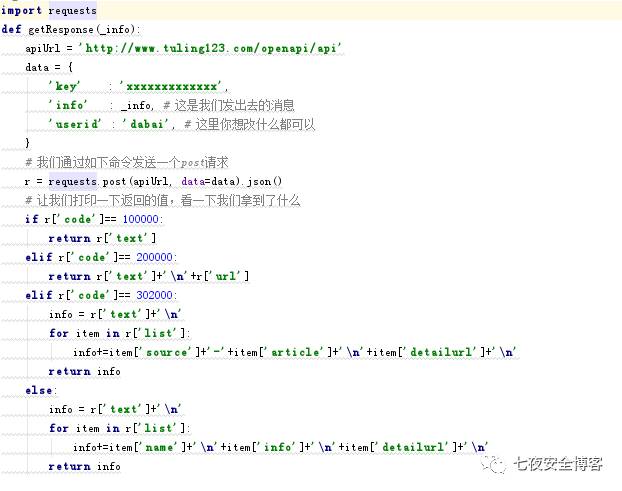 import requests
def getResponse(_info):
    apiUrl = 'http://www.tuling123.com/openapi/api'
    data = {
        'key'    : 'xxxxxxxxxxxxx',
        'info'   : _info, # 这是我们发出去的消息
        'userid' : 'dabai', # 这里你想改什么都可以
    }
    # 我们通过如下命令发送一个post请求
    r = requests.post(apiUrl, data=data).json()
    # 让我们打印一下返回的值，看一下我们拿到了什么
    if r['code']== 100000:
        return r['text']
    elif r['code']== 200000:
        return r['text']+'\n'+r['url']
    elif r['code']== 302000:
        info = r['text']+'\n'
        for item in r['list']:
            info+=item['source']+'-'+item['article']+'\n'+item['detailurl']+'\n'
        return info
    else:
        info = r['text']+'\n'
        for item in r['list']:
            info+=item['name']+'\n'+item['info']+'\n'+item['detailurl']+'\n'
        return info
七夜安全博客